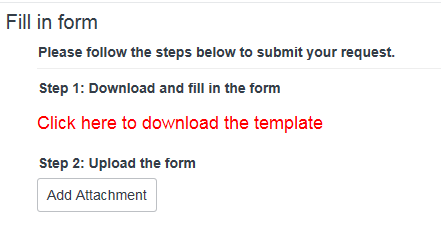 Fill in form
Please follow the steps below to submit your request.
Step 1: Download and fill in the form
Click here to download the template
Step 2: Upload the form
Add Attachment